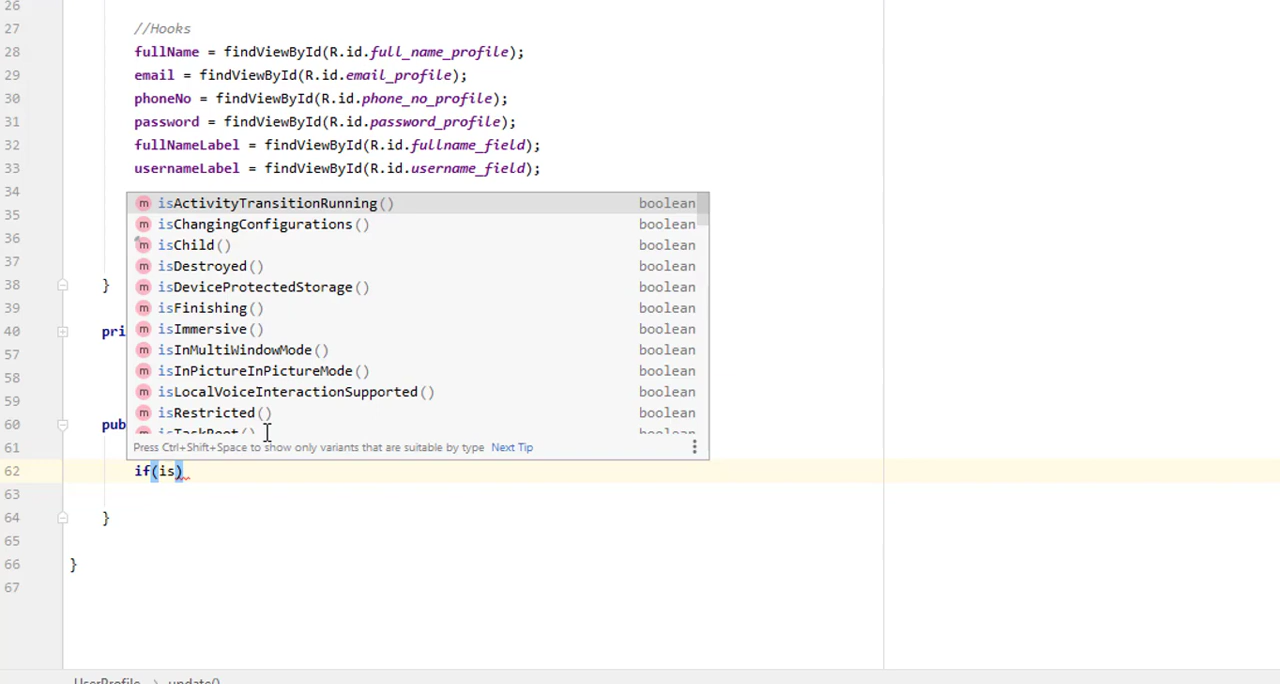 26
27 //Hooks
28 fullName = findViewById(R.id.full_name_profile);
29 email = findViewById(R.id.email_profile);
30 phoneNo = findViewById(R.id.phone_no_profile);
31 password = findViewById(R.id.password_profile);
32 fullNameLabel = findViewById(R.id.fullname_field);
33 usernameLabel = findViewById(R.id.username_field);
34
isActivityTransitionRunning() boolean
35 isChangingConfigurations() boolean
36 isChild() boolean
37 isDestroyed() boolean
38 } isDeviceProtectedStorage() boolean
39 isFinishing() boolean
40 pri isImmersive() boolean
57 isInMultiWindowMode() boolean
58 isInPictureInPictureMode() boolean
59 isLocalVoiceInteractionSupported() boolean
60 pub isRestricted() boolean
isTaskRoot() boolean
61 Press Ctrl+Shift+Space to show only variants that are suitable by type Next Tip
62 if(is)
63
64 }
65
66 }
67
UserProfile > update()